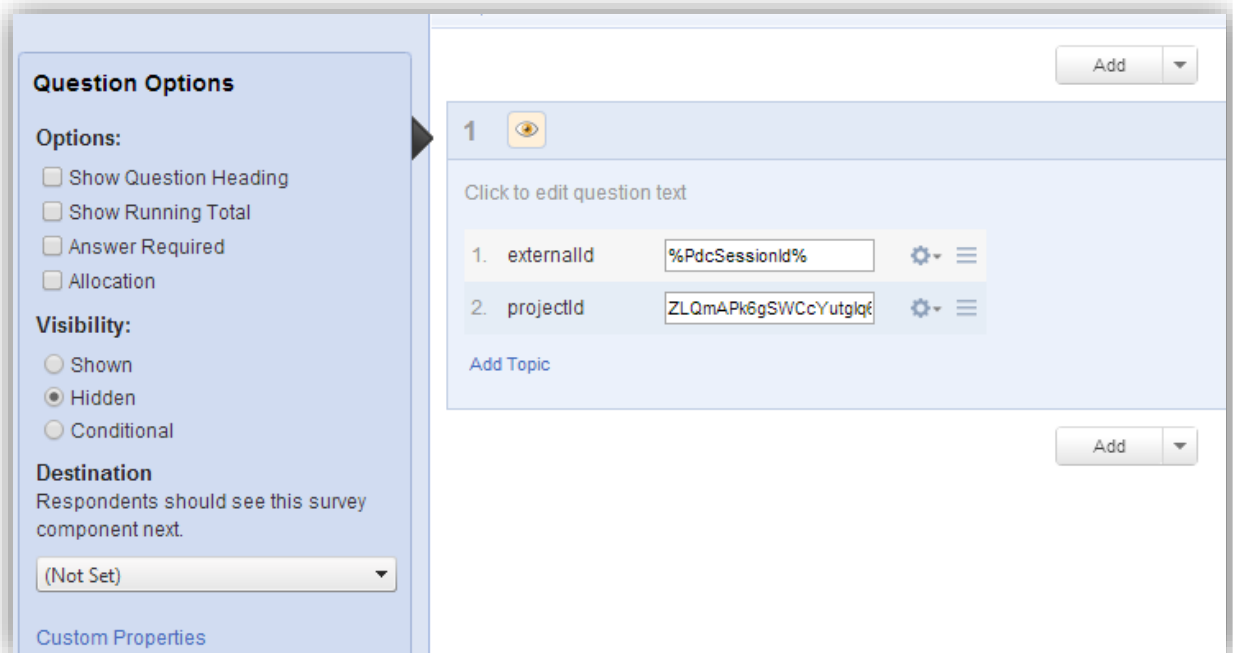 Question Options
Options:
Show Question Heading
Show Running Total
Answer Required
Allocation
Visibility:
Shown
Hidden
Conditional
Destination
Respondents should see this survey
component next.
(Not Set)
Custom Properties
Add
1
Click to edit question text
1. externalId %PdcSessionId%
2. projectId
Add Topic
Add